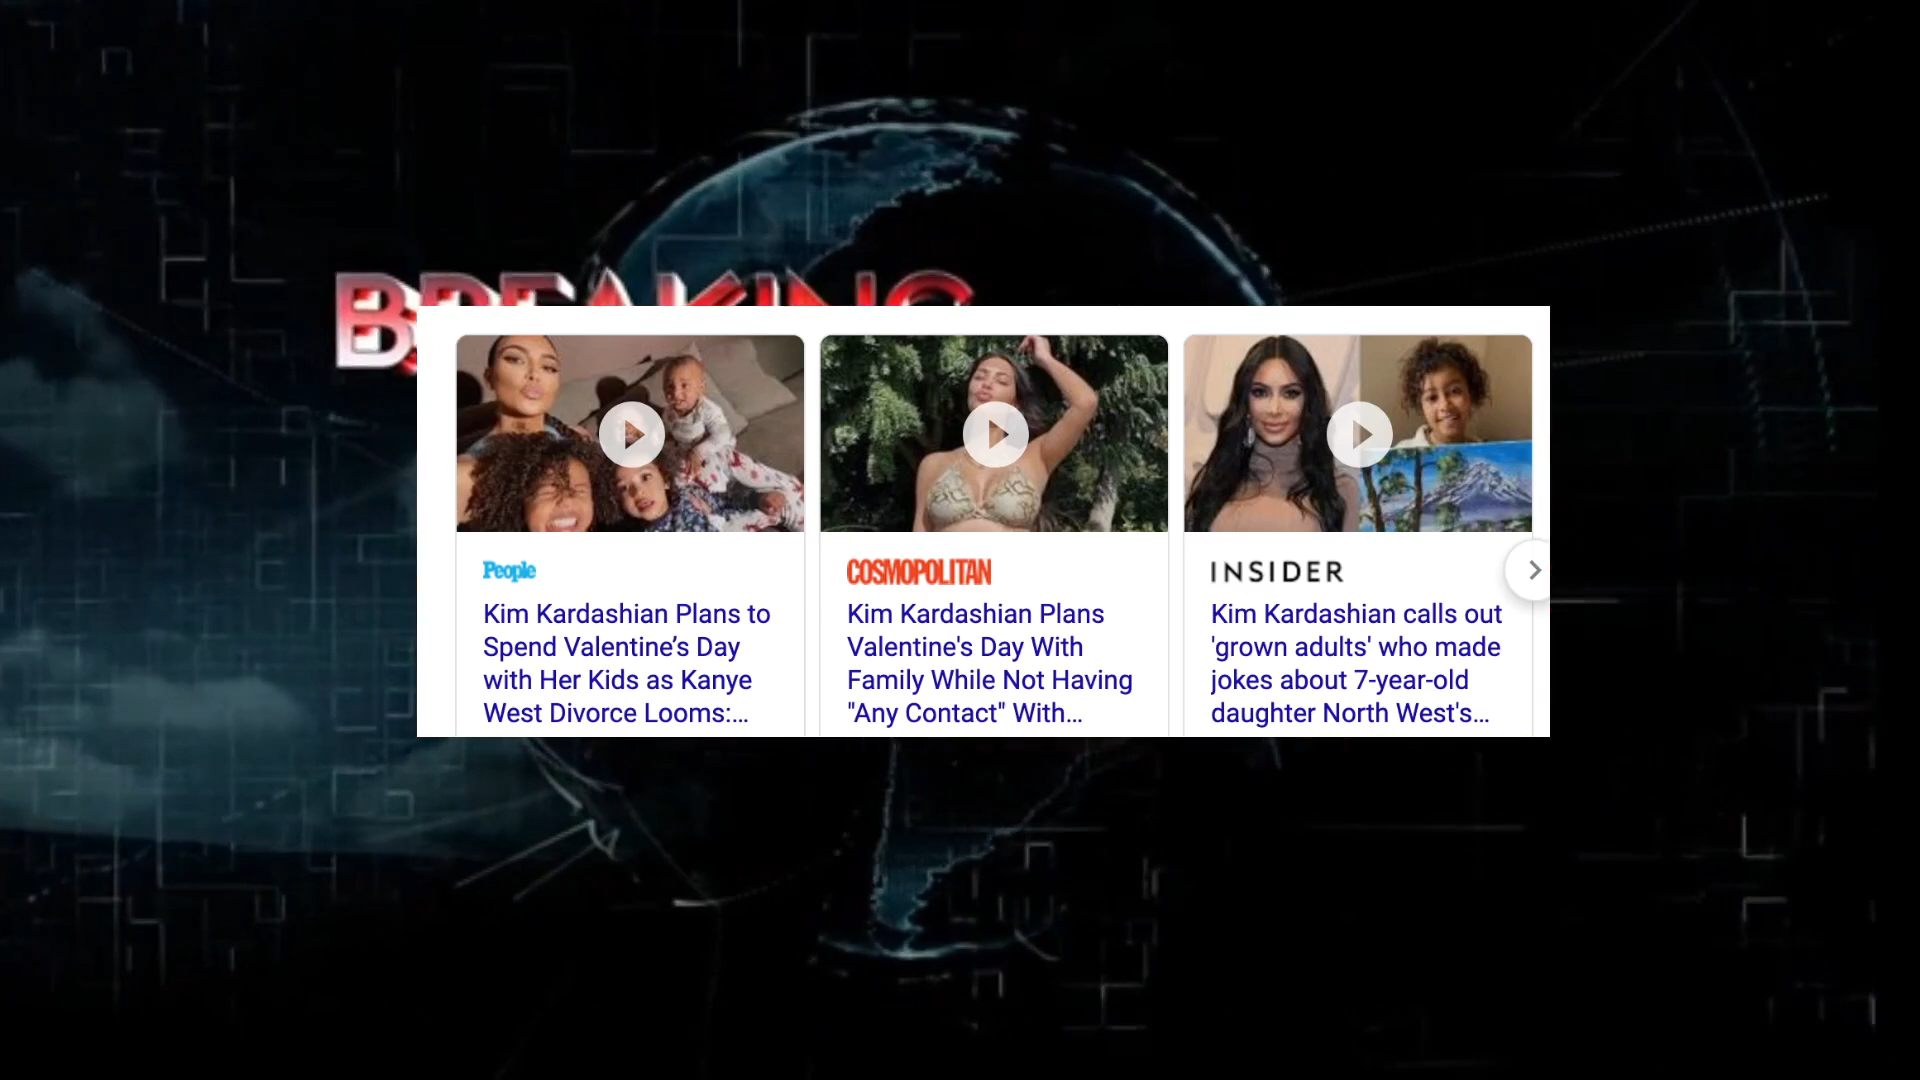 BREAKING
People
Kim Kardashian Plans to
Spend Valentine’s Day
with Her Kids as Kanye
West Divorce Looms:...
COSMOPOLITAN
Kim Kardashian Plans
Valentine's Day With
Family While Not Having
"Any Contact" With...
INSIDER
Kim Kardashian calls out
'grown adults' who made
jokes about 7-year-old
daughter North West's...